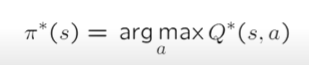 π*(s) = arg max Q*(s, a)
a